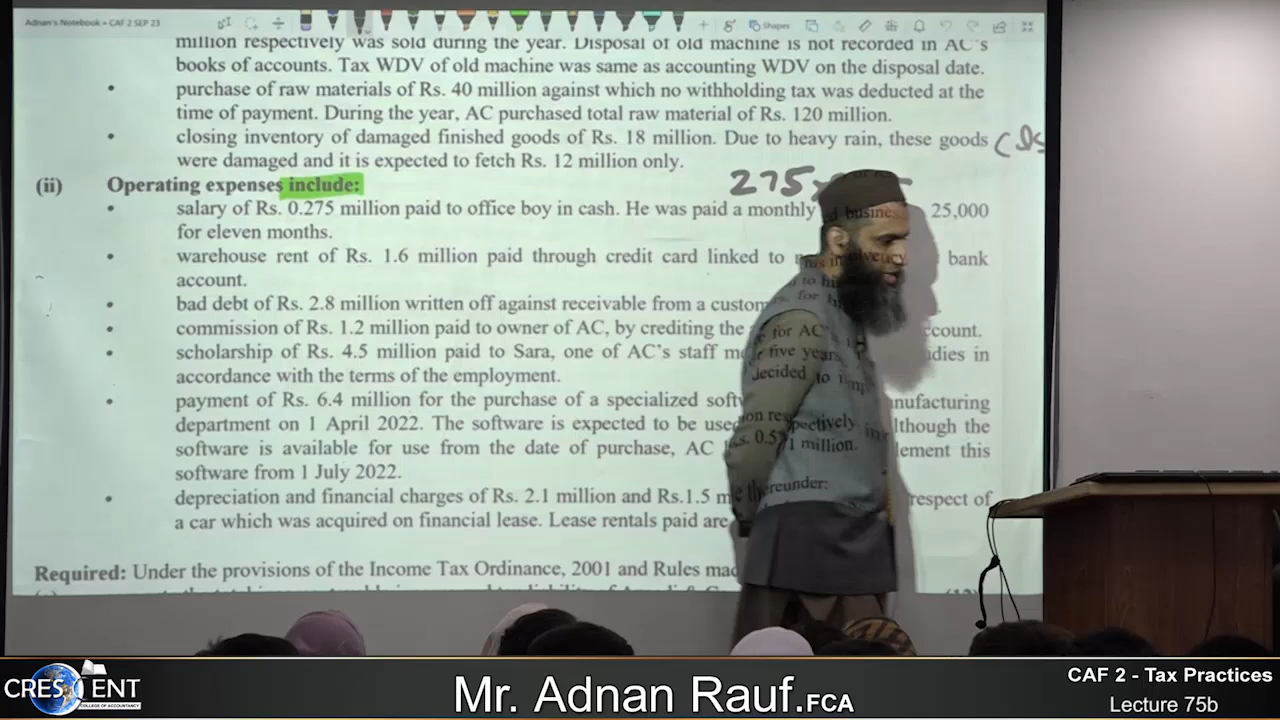 Adnan's Notebook » CAF 2 SEP 23
Shapes
million respectively was sold during the year. Disposal of old machine is not recorded in AC's
books of accounts. Tax WDV of old machine was same as accounting WDV on the disposal date.
• purchase of raw materials of Rs. 40 million against which no withholding tax was deducted at the
time of payment. During the year, AC purchased total raw material of Rs. 120 million.
• closing inventory of damaged finished goods of Rs. 18 million. Due to heavy rain, these goods
were damaged and it is expected to fetch Rs. 12 million only.
275
(ii) Operating expenses include:
• salary of Rs. 0.275 million paid to office boy in cash. He was paid a monthly 25,000
for eleven months.
• warehouse rent of Rs. 1.6 million paid through credit card linked to bank
account.
• bad debt of Rs. 2.8 million written off against receivable from a
• commission of Rs. 1.2 million paid to owner of AC, by crediting the
• scholarship of Rs. 4.5 million paid to Sara, one of AC's staff in
accordance with the terms of the employment.
• payment of Rs. 6.4 million for the purchase of a specialized
department on 1 April 2022. The software is expected to be the
software is available for use from the date of purchase, AC this
software from 1 July 2022.
• depreciation and financial charges of Rs. 2.1 million and Rs.1.5 respect of
a car which was acquired on financial lease. Lease rentals paid are
Required: Under the provisions of the Income Tax Ordinance, 2001 and Rules thereunder:
CRESCENT
COLLEGE OF ACCOUNTANCY
Mr. Adnan Rauf.FCA
CAF 2 - Tax Practices
Lecture 75b